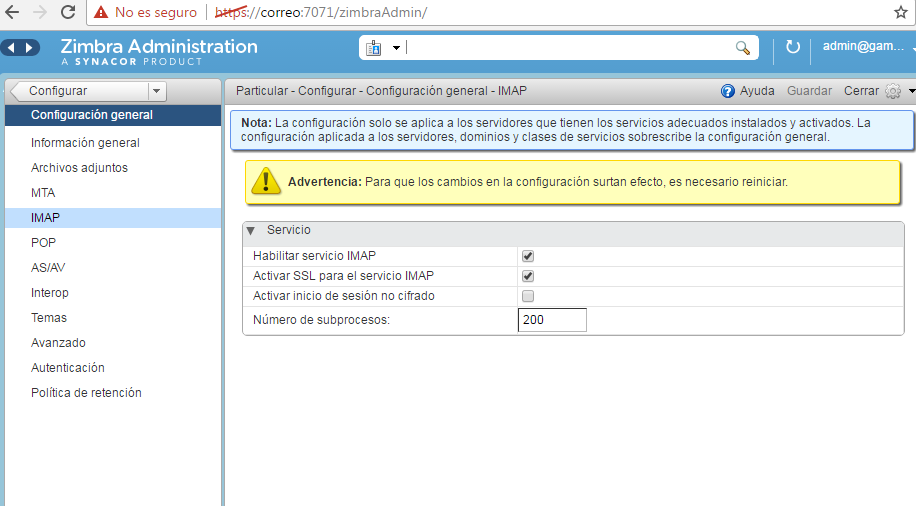 No es seguro https://correo:7071/zimbraAdmin/
Zimbra Administration
A SYNACOR PRODUCT
admin@gam...
Configurar
Particular - Configurar - Configuración general - IMAP
Ayuda Guardar Cerrar
Configuración general
Información general
Archivos adjuntos
MTA
IMAP
POP
AS/AV
Interop
Temas
Avanzado
Autenticación
Política de retención
Nota: La configuración solo se aplica a los servidores que tienen los servicios adecuados instalados y activados. La
configuración aplicada a los servidores, dominios y clases de servicios sobrescribe la configuración general.
Advertencia: Para que los cambios en la configuración surtan efecto, es necesario reiniciar.
Servicio
Habilitar servicio IMAP
Activar SSL para el servicio IMAP
Activar inicio de sesión no cifrado
Número de subprocesos: 200